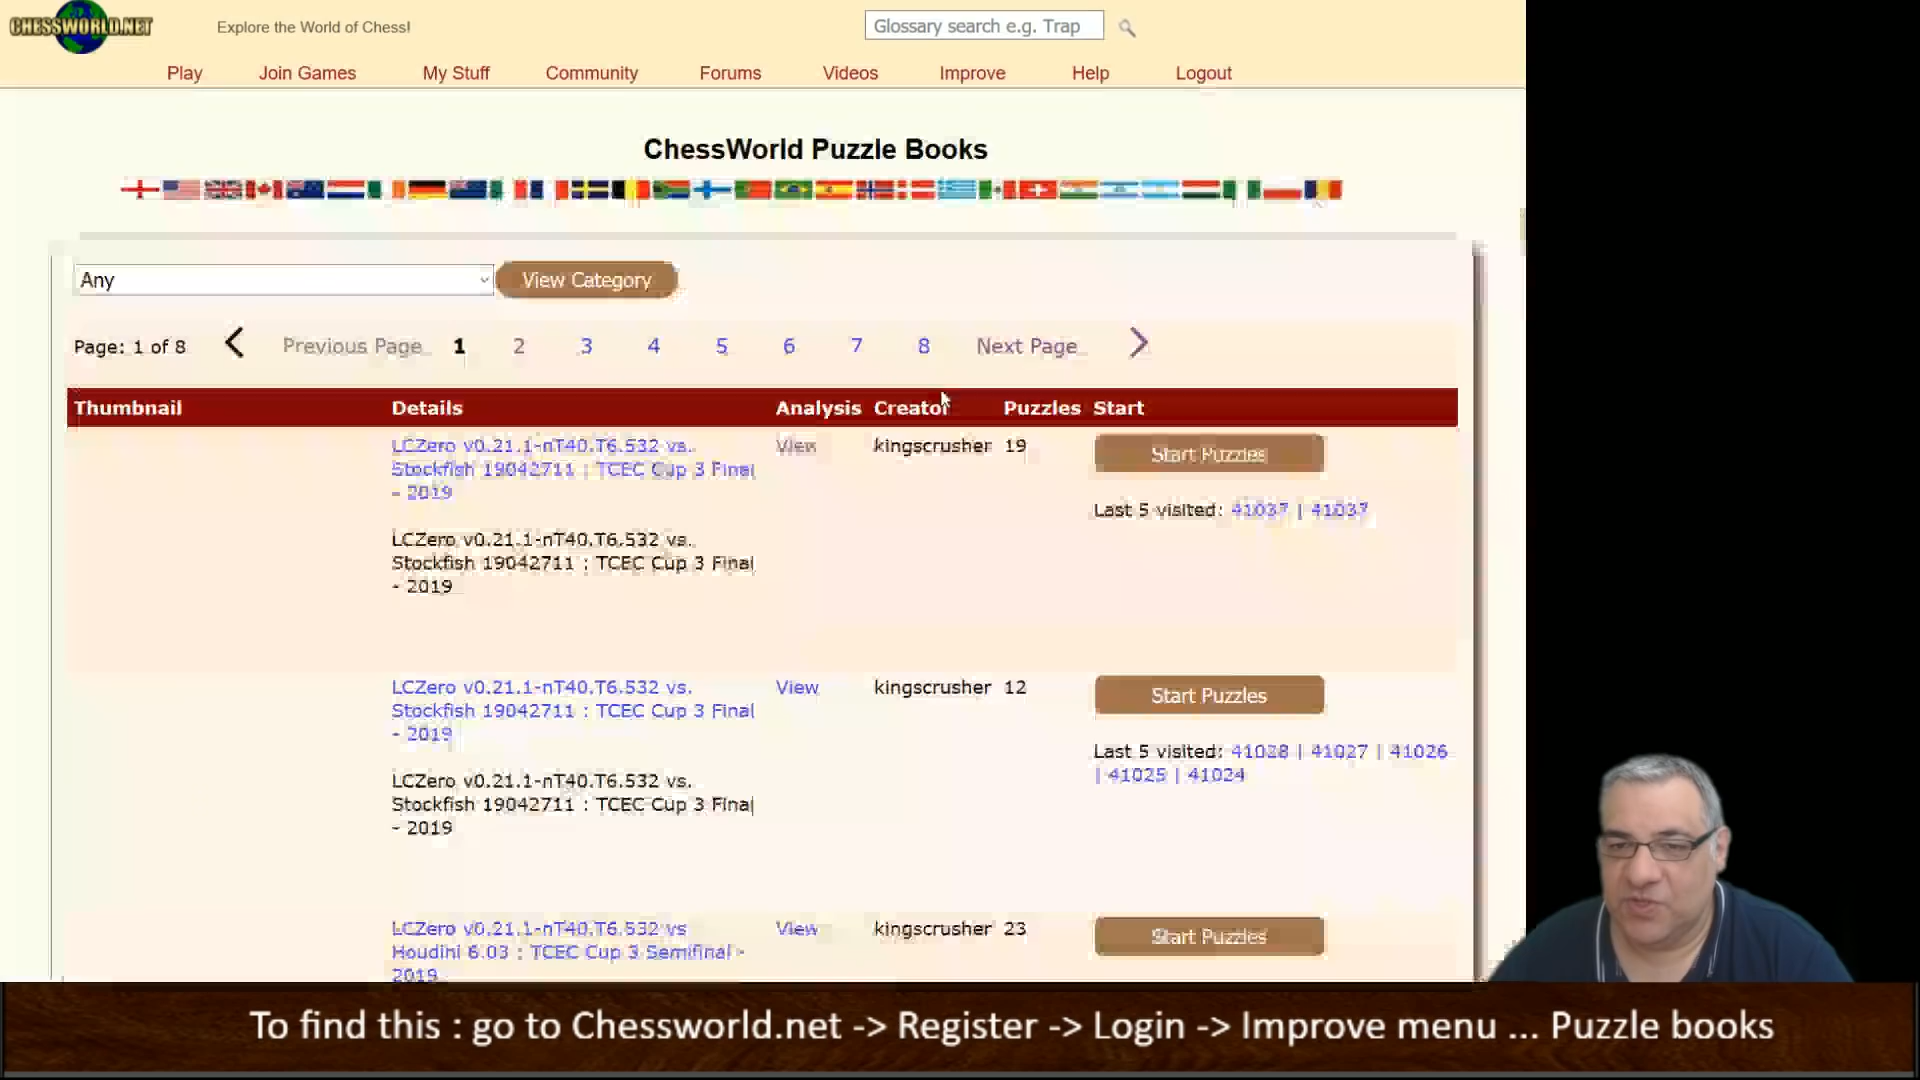 CHESSWORLD.NET
Explore the World of Chess!
Glossary search e.g. Trap
Play Join Games My Stuff Community Forums Videos Improve Help Logout
ChessWorld Puzzle Books
Any
View Category
Page: 1 of 8 Previous Page 1 2 3 4 5 6 7 8 Next Page
Thumbnail Details Analysis Creator Puzzles Start
LCZero v0.21.1-nT40.T6.532 vs. View kingscrusher 19 Start Puzzles
Stockfish 19042711 : TCEC Cup 3 Final
- 2019
Last 5 visited: 41037 | 41037
LCZero v0.21.1-nT40.T6.532 vs.
Stockfish 19042711 : TCEC Cup 3 Final
- 2019
LCZero v0.21.1-nT40.T6.532 vs. View kingscrusher 12 Start Puzzles
Stockfish 19042711 : TCEC Cup 3 Final
- 2019
Last 5 visited: 41028 | 41027 | 41026
| 41025 | 41024
LCZero v0.21.1-nT40.T6.532 vs.
Stockfish 19042711 : TCEC Cup 3 Final
- 2019
LCZero v0.21.1-nT40.T6.532 vs View kingscrusher 23 Start Puzzles
Houdini 6.03 : TCEC Cup 3 Semifinal -
2019
To find this : go to Chessworld.net -> Register -> Login -> Improve menu ... Puzzle books